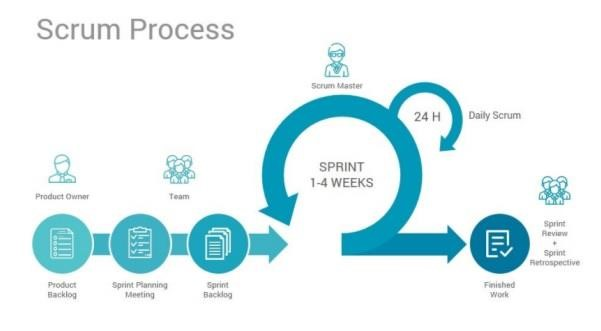 Scrum Process
Scrum Master
24 H
Daily Scrum
SPRINT
1-4 WEEKS
Product Owner
Team
Product
Backlog
Sprint Planning
Meeting
Sprint
Backlog
Finished
Work
Sprint
Review
+
Sprint
Retrospective